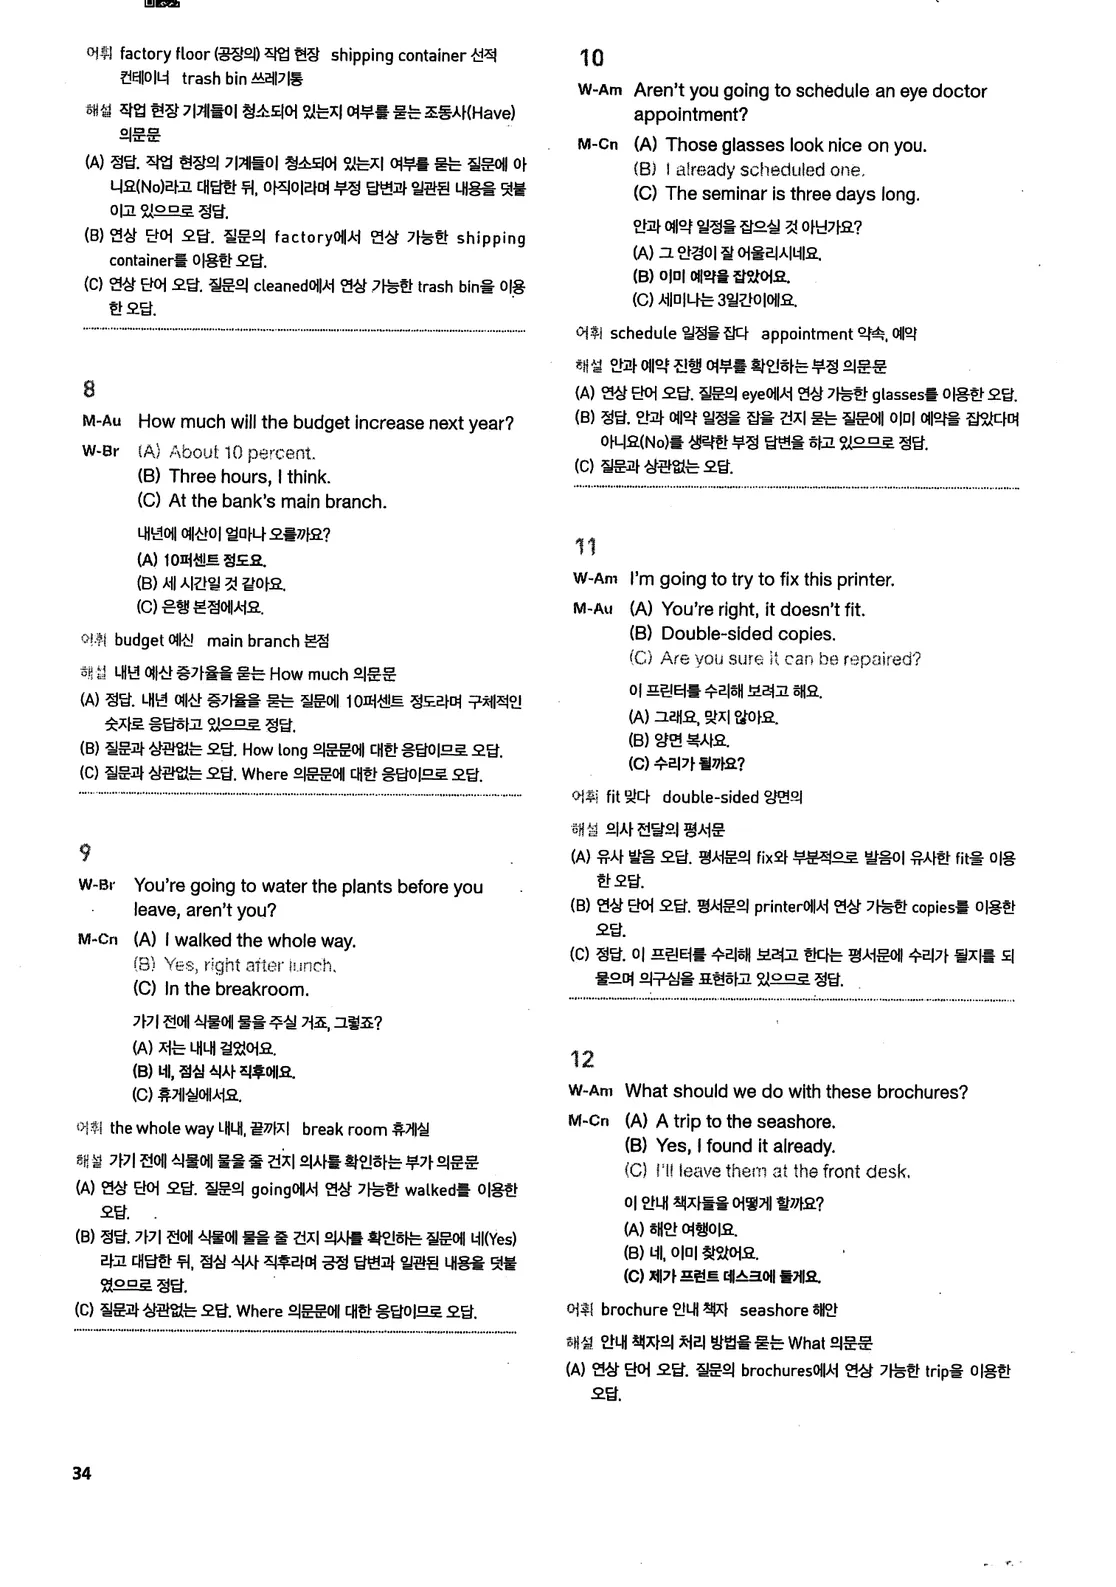 어휘 factory floor (공장의) 작업 현장 shipping container 선적
컨테이너 trash bin 쓰레기통
해설 작업 현장 기계들이 청소되어 있는지 여부를 묻는 조동사(Have)
의문문
(A) 정답. 작업 현장의 기계들이 청소되어 있는지 여부를 묻는 질문에 아
니요(No)라고 대답한 뒤, 아직이라며 부정 답변과 일관된 내용을 덧붙
이고 있으므로 정답.
(B) 연상 단어 오답. 질문의 factory에서 연상 가능한 shipping
container를 이용한 오답.
(C) 연상 단어 오답. 질문의 cleaned에서 연상 가능한 trash bin을 이용
한 오답.
8
M-Au How much will the budget increase next year?
W-Br (A) About 10 percent.
(B) Three hours, I think.
(C) At the bank's main branch.
내년에 예산이 얼마나 오를까요?
(A) 10퍼센트 정도요.
(B) 세 시간일 것 같아요.
(C) 은행 본점에서요.
어휘 budget 예산 main branch 본점
해설 내년 예산 증가율을 묻는 How much 의문문
(A) 정답. 내년 예산 증가율을 묻는 질문에 10퍼센트 정도라며 구체적인
숫자로 응답하고 있으므로 정답.
(B) 질문과 상관없는 오답. How long 의문문에 대한 응답이므로 오답.
(C) 질문과 상관없는 오답. Where 의문문에 대한 응답이므로 오답.
9
W-Br You're going to water the plants before you
leave, aren't you?
M-Cn (A) I walked the whole way.
(B) Yes, right after lunch.
(C) In the breakroom.
가기 전에 식물에 물을 주실 거죠, 그렇죠?
(A) 저는 내내 걸었어요.
(B) 네, 점심 식사 직후에요.
(C) 휴게실에서요.
어휘 the whole way 내내, 끝까지 break room 휴게실
해설 가기 전에 식물에 물을 줄 건지 의사를 확인하는 부가 의문문
(A) 연상 단어 오답. 질문의 going에서 연상 가능한 walked를 이용한
오답.
(B) 정답. 가기 전에 식물에 물을 줄 건지 의사를 확인하는 질문에 네(Yes)
라고 대답한 뒤, 점심 식사 직후라며 긍정 답변과 일관된 내용을 덧붙
였으므로 정답.
(C) 질문과 상관없는 오답. Where 의문문에 대한 응답이므로 오답.
34
10
W-Am Aren't you going to schedule an eye doctor
appointment?
M-Cn (A) Those glasses look nice on you.
(B) I already scheduled one.
(C) The seminar is three days long.
안과 예약 일정을 잡으실 것 아닌가요?
(A) 그 안경이 잘 어울리시네요.
(B) 이미 예약을 잡았어요.
(C) 세미나는 3일간이에요.
어휘 schedule 일정을 잡다 appointment 약속, 예약
해설 안과 예약 진행 여부를 확인하는 부정 의문문
(A) 연상 단어 오답. 질문의 eye에서 연상 가능한 glasses를 이용한 오답.
(B) 정답. 안과 예약 일정을 잡을 건지 묻는 질문에 이미 예약을 잡았다며
아니요(No)를 생략한 부정 답변을 하고 있으므로 정답.
(C) 질문과 상관없는 오답.
11
W-Am I'm going to try to fix this printer.
M-Au (A) You're right, it doesn't fit.
(B) Double-sided copies.
(C) Are you sure it can be repaired?
이 프린터를 수리해 보려고 해요.
(A) 그래요, 맞지 않아요.
(B) 양면 복사요.
(C) 수리가 될까요?
어휘 fit 맞다 double-sided 양면의
해설 의사 전달의 평서문
(A) 유사 발음 오답. 평서문의 fix와 부분적으로 발음이 유사한 fit을 이용
한 오답.
(B) 연상 단어 오답. 평서문의 printer에서 연상 가능한 copies를 이용한
오답.
(C) 정답. 이 프린터를 수리해 보려고 한다는 평서문에 수리가 될지를 되
물으며 의구심을 표현하고 있으므로 정답.
12
W-Am What should we do with these brochures?
M-Cn (A) A trip to the seashore.
(B) Yes, I found it already.
(C) I'll leave them at the front desk.
이 안내 책자들을 어떻게 할까요?
(A) 해안 여행이요.
(B) 네, 이미 찾았어요.
(C) 제가 프런트 데스크에 둘게요.
어휘 brochure 안내 책자 seashore 해안
해설 안내 책자의 처리 방법을 묻는 What 의문문
(A) 연상 단어 오답. 질문의 brochures에서 연상 가능한 trip을 이용한
오답.